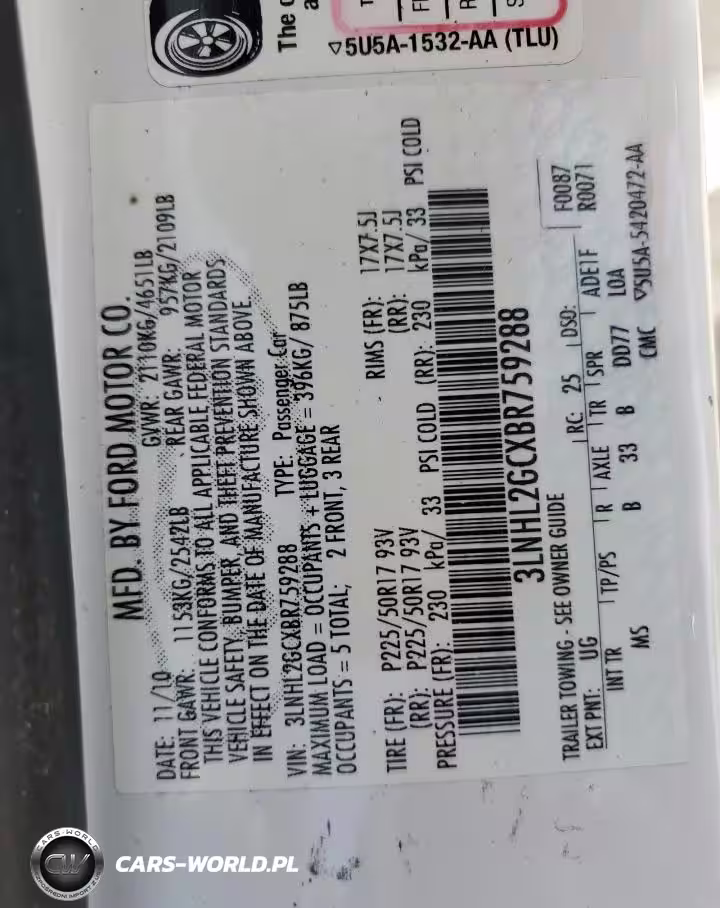 The
▽5U5A-1532-AA (TLU)
MFD. BY FORD MOTOR CO.
DATE: 11/10 GVWR: 2110KG/4651LB
FRONT GAWR: 1153KG/2542LB REAR GAWR: 957KG/2109LB
THIS VEHICLE CONFORMS TO ALL APPLICABLE FEDERAL MOTOR
VEHICLE SAFETY, BUMPER, AND THEFT PREVENTION STANDARDS
IN EFFECT ON THE DATE OF MANUFACTURE SHOWN ABOVE.
VIN: 3LNHL2GCXBR759288 TYPE: Passenger Car
MAXIMUM LOAD = OCCUPANTS + LUGGAGE = 396KG/ 875LB
OCCUPANTS = 5 TOTAL: 2 FRONT, 3 REAR
TIRE (FR): P225/50R17 93V RIMS (FR): 17X7.5J
(RR): P225/50R17 93V (RR): 17X7.5J
PRESSURE (FR): 230 kPa/ 33 PSI COLD (RR): 230 kPa/ 33 PSI COLD
3LNHL2GCXBR759288
TRAILER TOWING - SEE OWNER GUIDE
EXT PNT: UG RC: 25 DSO: F0087
R0071
INT TR TP/PS R AXLE TR SPR ADE1F
MS B 33 B DD77 LOA
CMC ▽5U5A-5420472-AA
CARS-WORLD
CW
CARS-WORLD.PL